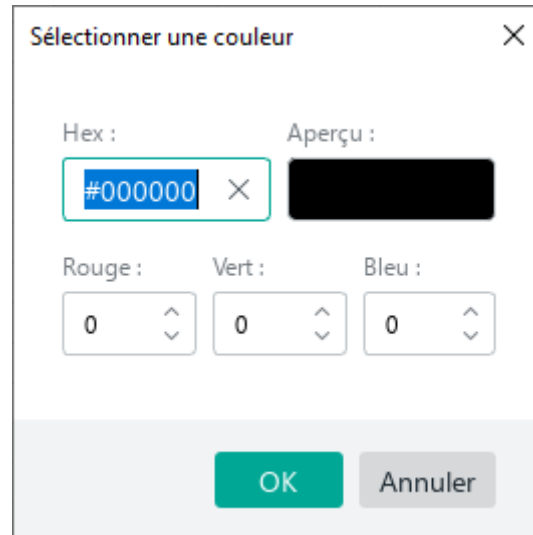 Sélectionner une couleur
Hex : Aperçu :
#000000
Rouge : Vert : Bleu :
0 0 0
OK Annuler